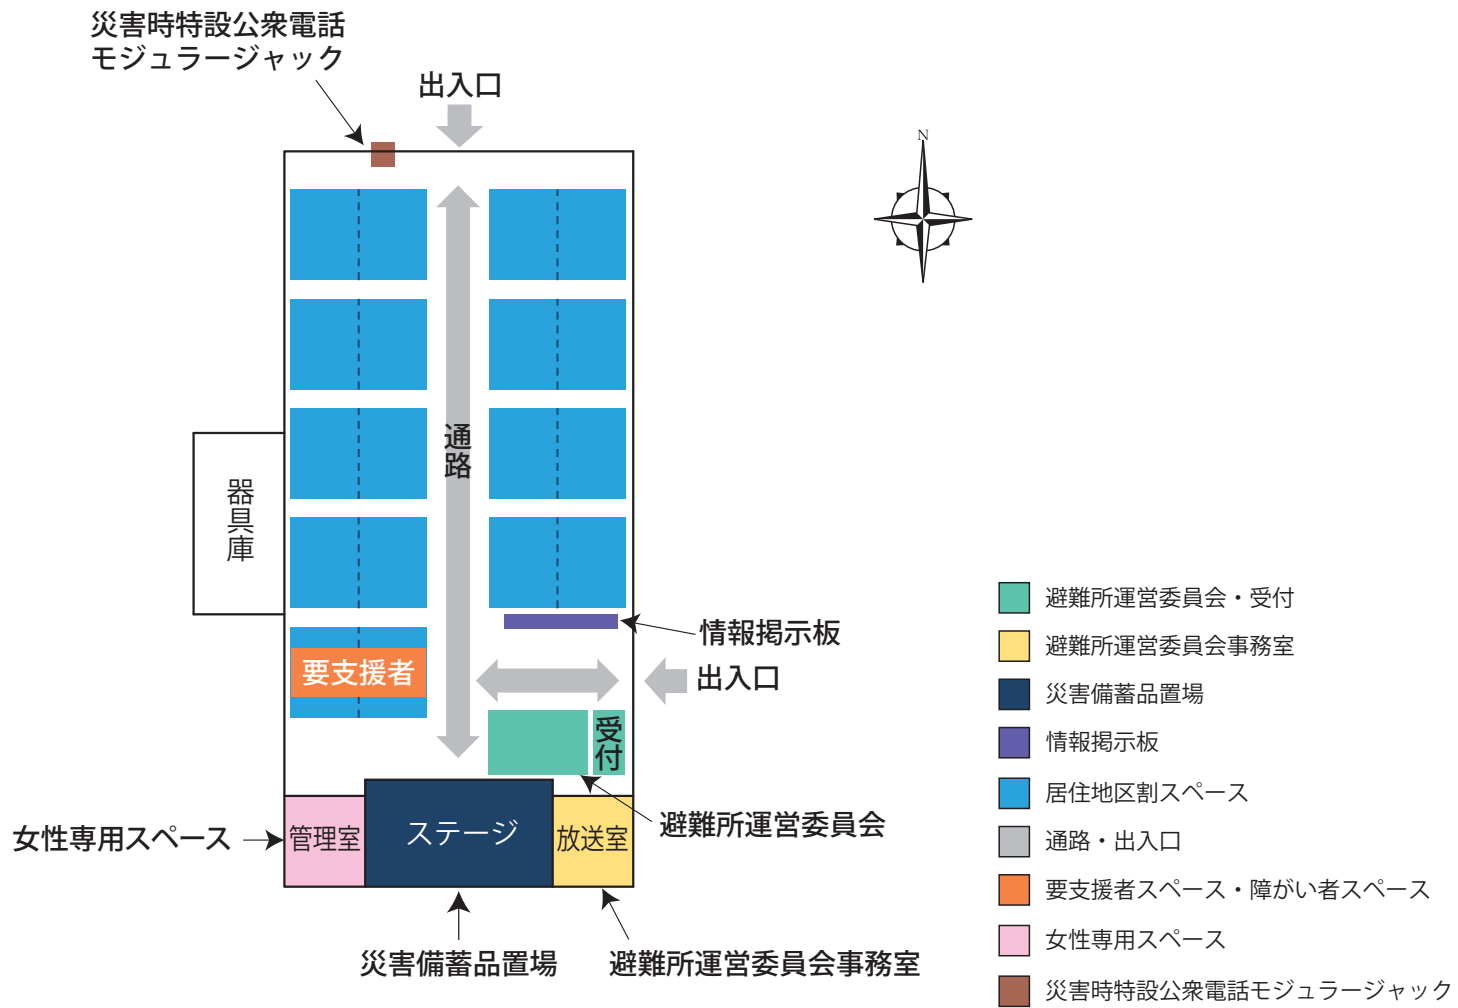 災害時特設公衆電話
モジュラージャック
出入口
N
通路
器具庫
情報掲示板
要支援者
出入口
受付
避難所運営委員会
女性専用スペース
管理室
ステージ
放送室
災害備蓄品置場
避難所運営委員会事務室
避難所運営委員会・受付
避難所運営委員会事務室
災害備蓄品置場
情報掲示板
居住地区割スペース
通路・出入口
要支援者スペース・障がい者スペース
女性専用スペース
災害時特設公衆電話モジュラージャック